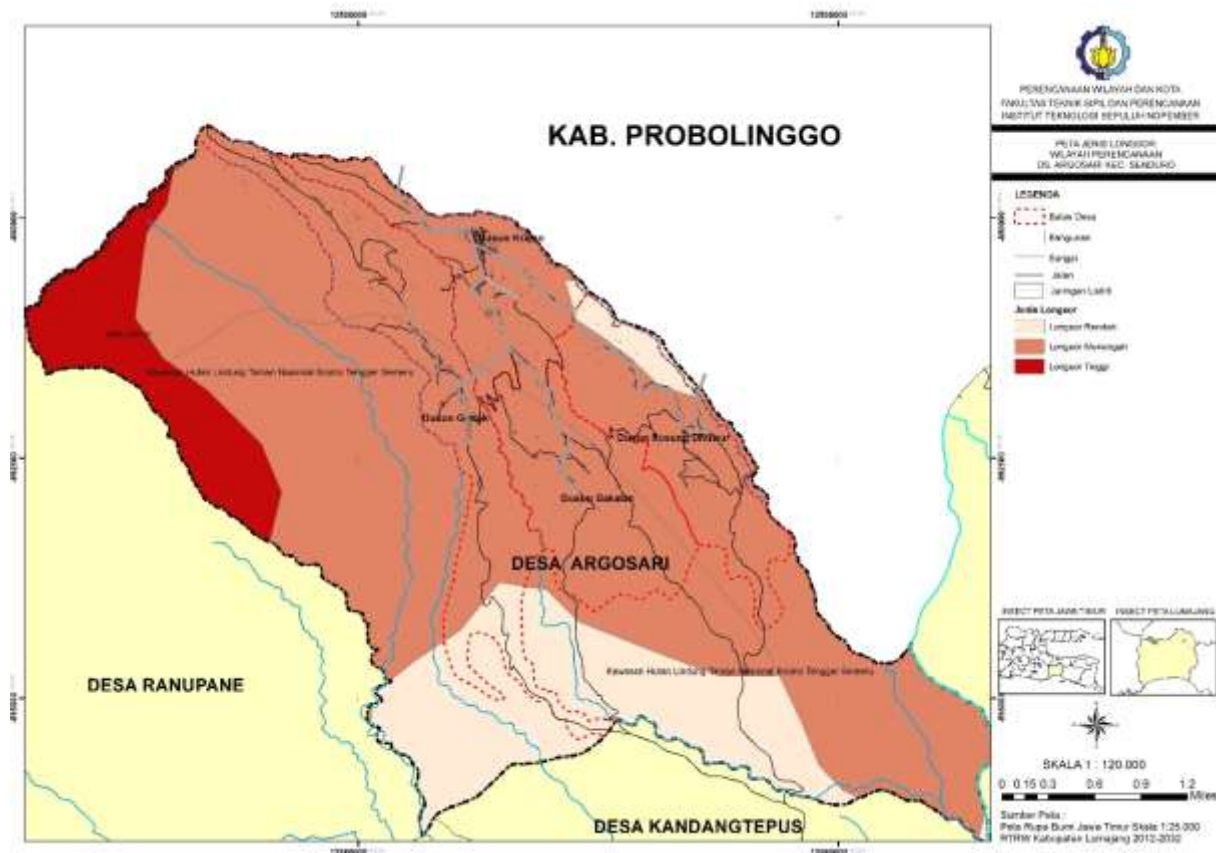 KAB. PROBOLINGGO
DESA ARGOSARI
DESA RANUPANE
DESA KANDANGTEPUS
Kawasan Hutan Lindung Taman Nasional Bromo Tengger Semeru
Kawasan Hutan Lindung Taman Nasional Bromo Tengger Semeru
Dusun
Dusun
Dusun
Dusun
PERENCANAAN WILAYAH DAN KOTA
FAKULTAS TEKNIK SIPIL DAN PERENCANAAN
INSTITUT TEKNOLOGI SEPULUH NOPEMBER
PETA JENIS LONGSOR
WILAYAH PERENCANAAN
DS. ARGOSARI KEC. SENDURO
LEGENDA
Batas Desa
Bangunan
Sungai
Jalan
Jaringan Listrik
Jenis Longsor
Longsor Rendah
Longsor Menengah
Longsor Tinggi
INSECT PETA JAWA TIMUR
INSECT PETA LUMAJANG
SKALA 1 : 120.000
0 0.15 0.3 0.6 0.9 1.2
Miles
Sumber Peta :
Peta Rupa Bumi Jawa Timur Skala 1:25.000
RTRW Kabupaten Lumajang 2012-2032